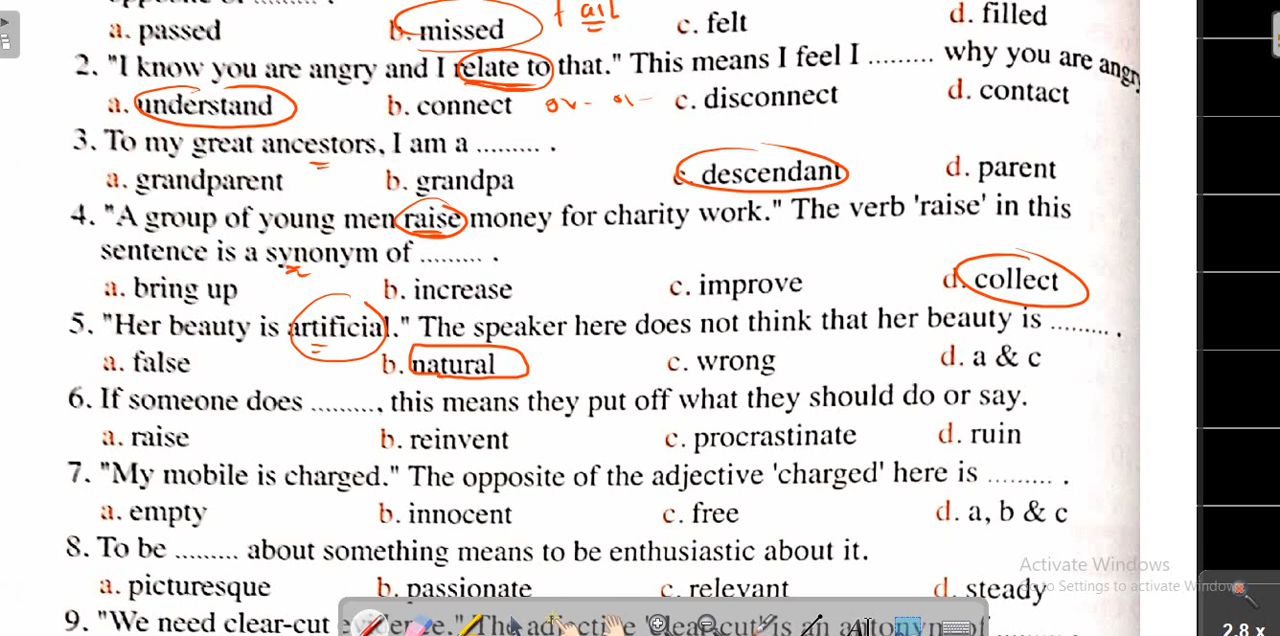 a. passed b. missed fail c. felt d. filled
2. "I know you are angry and I relate to that." This means I feel I ......... why you are angry
a. understand b. connect c. disconnect d. contact
3. To my great ancestors, I am a ......... .
a. grandparent b. grandpa c. descendant d. parent
4. "A group of young men raise money for charity work." The verb 'raise' in this
sentence is a synonym of ......... .
a. bring up b. increase c. improve d. collect
5. "Her beauty is artificial." The speaker here does not think that her beauty is ......... .
a. false b. natural c. wrong d. a & c
6. If someone does ........., this means they put off what they should do or say.
a. raise b. reinvent c. procrastinate d. ruin
7. "My mobile is charged." The opposite of the adjective 'charged' here is ......... .
a. empty b. innocent c. free d. a, b & c
8. To be ......... about something means to be enthusiastic about it.
Activate Windows
a. picturesque b. passionate c. relevant d. steady
to Settings to activate Windows
9. "We need clear-cut
2.8 x